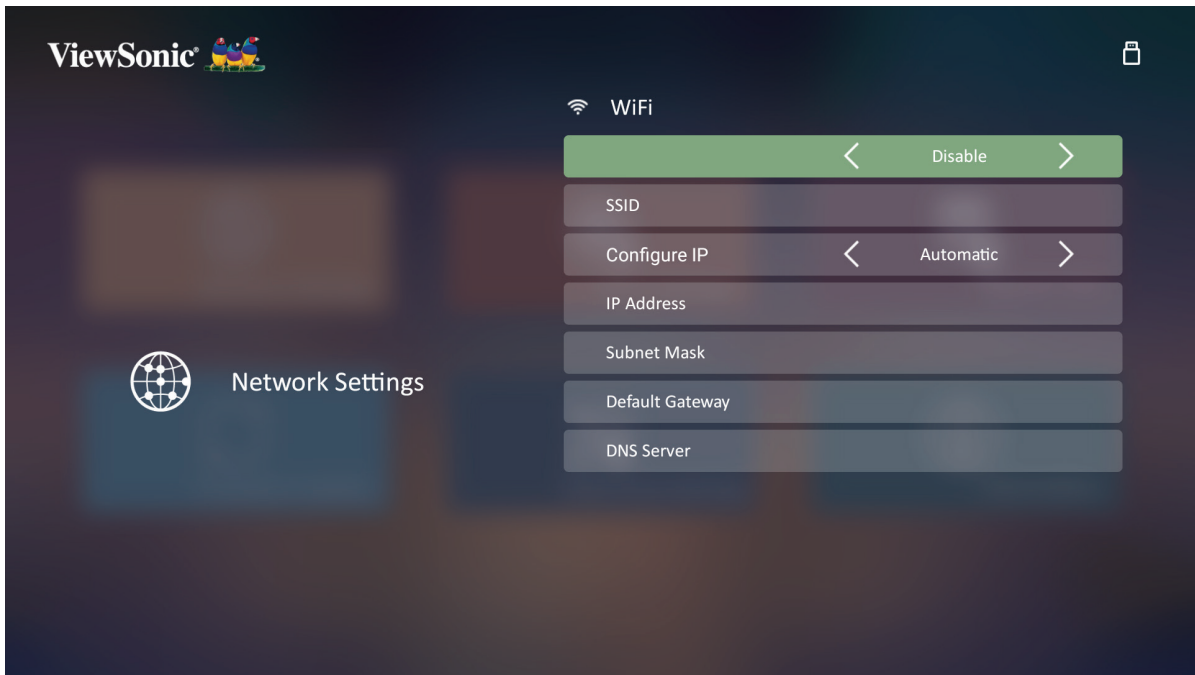 ViewSonic®
WiFi
Disable
SSID
Configure IP Automatic
IP Address
Subnet Mask
Network Settings
Default Gateway
DNS Server